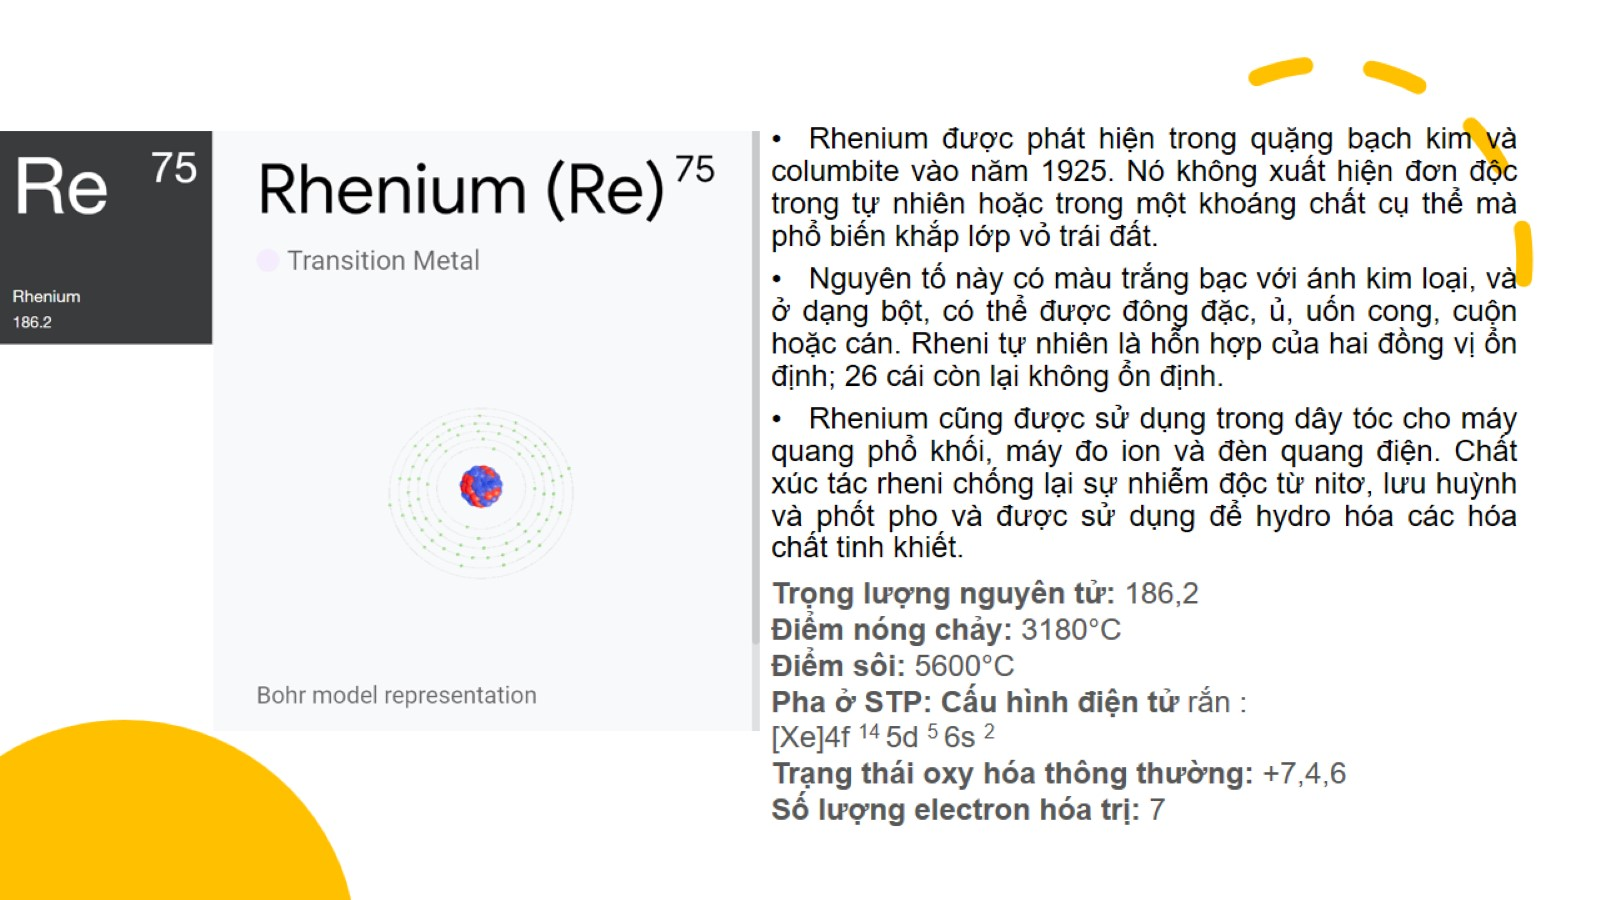 Re 75
Rhenium
186.2
Rhenium (Re) 75
Transition Metal
Bohr model representation
• Rhenium được phát hiện trong quặng bạch kim và
columbite vào năm 1925. Nó không xuất hiện đơn độc
trong tự nhiên hoặc trong một khoáng chất cụ thể mà
phổ biến khắp lớp vỏ trái đất.
• Nguyên tố này có màu trắng bạc với ánh kim loại, và
ở dạng bột, có thể được đông đặc, ủ, uốn cong, cuộn
hoặc cán. Rheni tự nhiên là hỗn hợp của hai đồng vị ổn
định; 26 cái còn lại không ổn định.
• Rhenium cũng được sử dụng trong dây tóc cho máy
quang phổ khối, máy đo ion và đèn quang điện. Chất
xúc tác rheni chống lại sự nhiễm độc từ nitơ, lưu huỳnh
và phốt pho và được sử dụng để hydro hóa các hóa
chất tinh khiết.
Trọng lượng nguyên tử: 186,2
Điểm nóng chảy: 3180°C
Điểm sôi: 5600°C
Pha ở STP: Cấu hình điện tử rắn :
[Xe]4f 14 5d 5 6s 2
Trạng thái oxy hóa thông thường: +7,4,6
Số lượng electron hóa trị: 7